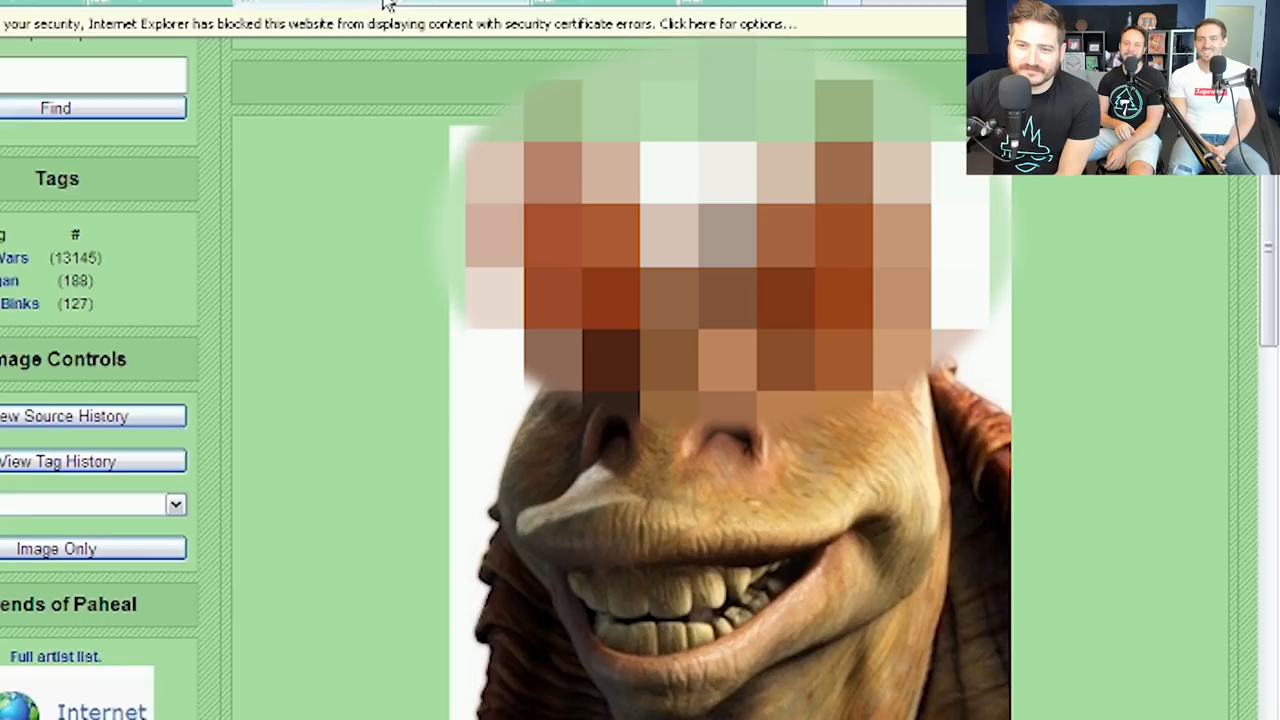 your security, Internet Explorer has blocked this website from displaying content with security certificate errors. Click here for options...
Find
Tags
#
Wars (13145)
(188)
Binks (127)
mage Controls
ew Source History
View Tag History
Image Only
ends of Paheal
Full artist list.
Internet